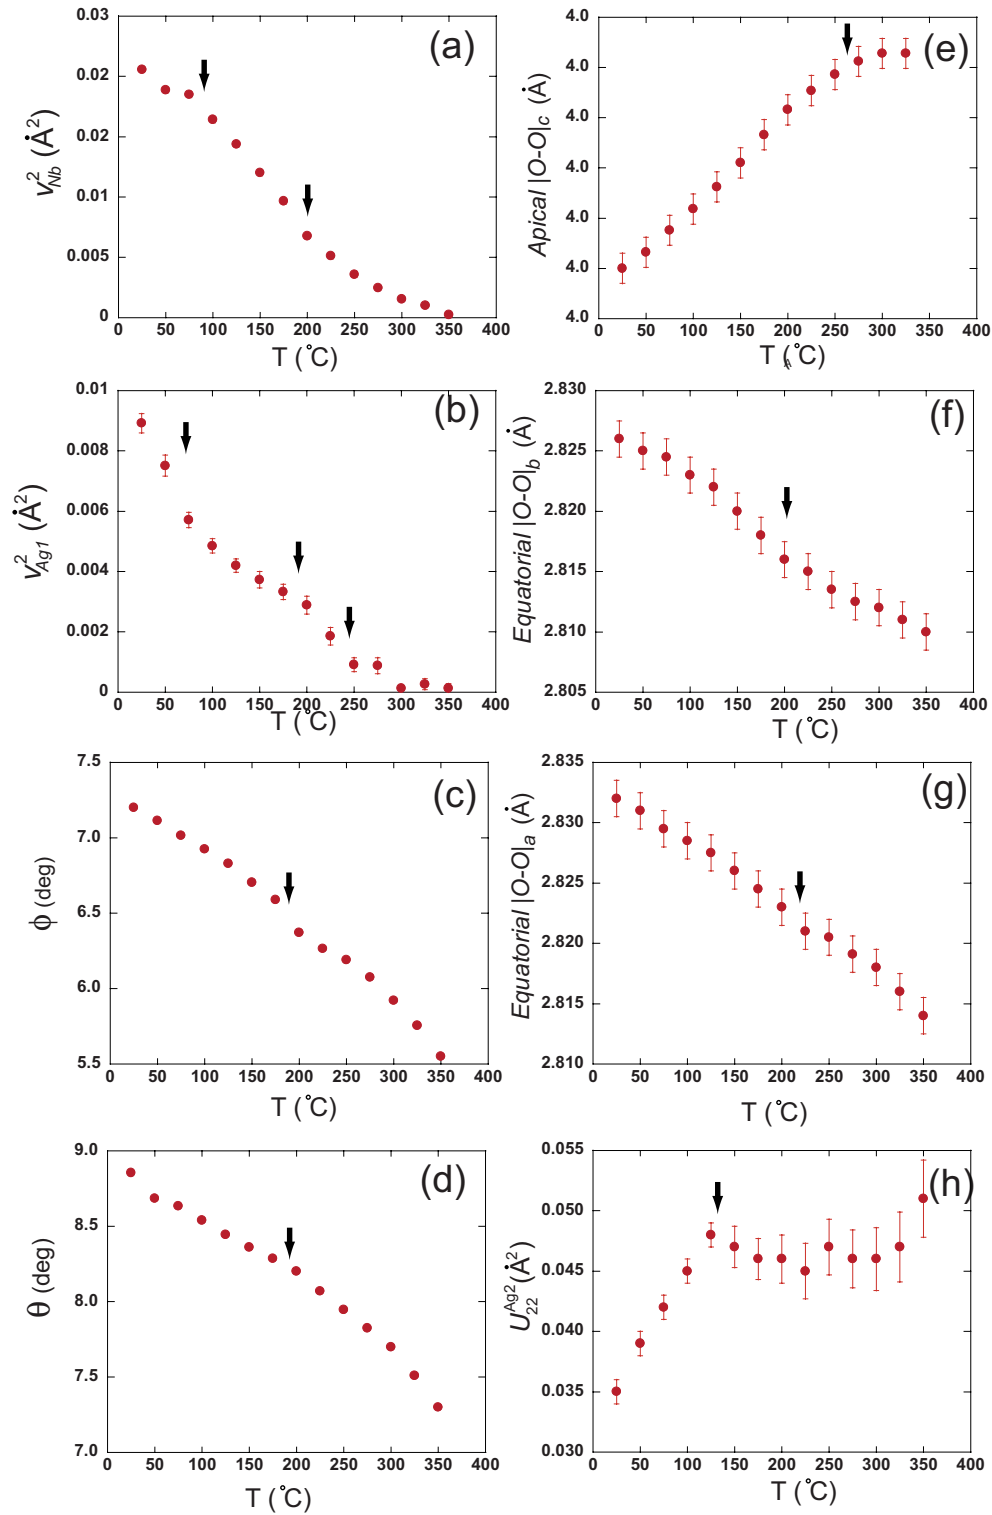 (a)
0.03
0.02
0.02
0.01
0.005
0
0 50 100 150 200 250 300 350 400
ν²Nb (Å²)
T (°C)
(e)
4.0
4.0
4.0
4.0
4.0
4.0
4.0
0 50 100 150 200 250 300 350 400
Apical |O-O|c (Å)
T (°C)
A
(b)
0.01
0.008
0.006
0.004
0.002
0
0 50 100 150 200 250 300 350 400
ν²Ag1 (Å²)
T (°C)
(f)
2.830
2.825
2.820
2.815
2.810
2.805
0 50 100 150 200 250 300 350 400
Equatorial |O-O|b (Å)
T (°C)
(c)
7.5
7.0
6.5
6.0
5.5
0 50 100 150 200 250 300 350 400
ϕ (deg)
T (°C)
(g)
2.835
2.830
2.825
2.820
2.815
2.810
0 50 100 150 200 250 300 350 400
Equatorial |O-O|a (Å)
T (°C)
(d)
9.0
8.5
8.0
7.5
7.0
0 50 100 150 200 250 300 350 400
θ (deg)
T (°C)
(h)
0.055
0.050
0.045
0.040
0.035
0.030
0 50 100 150 200 250 300 350 400
U22^Ag2 (Å²)
T (°C)